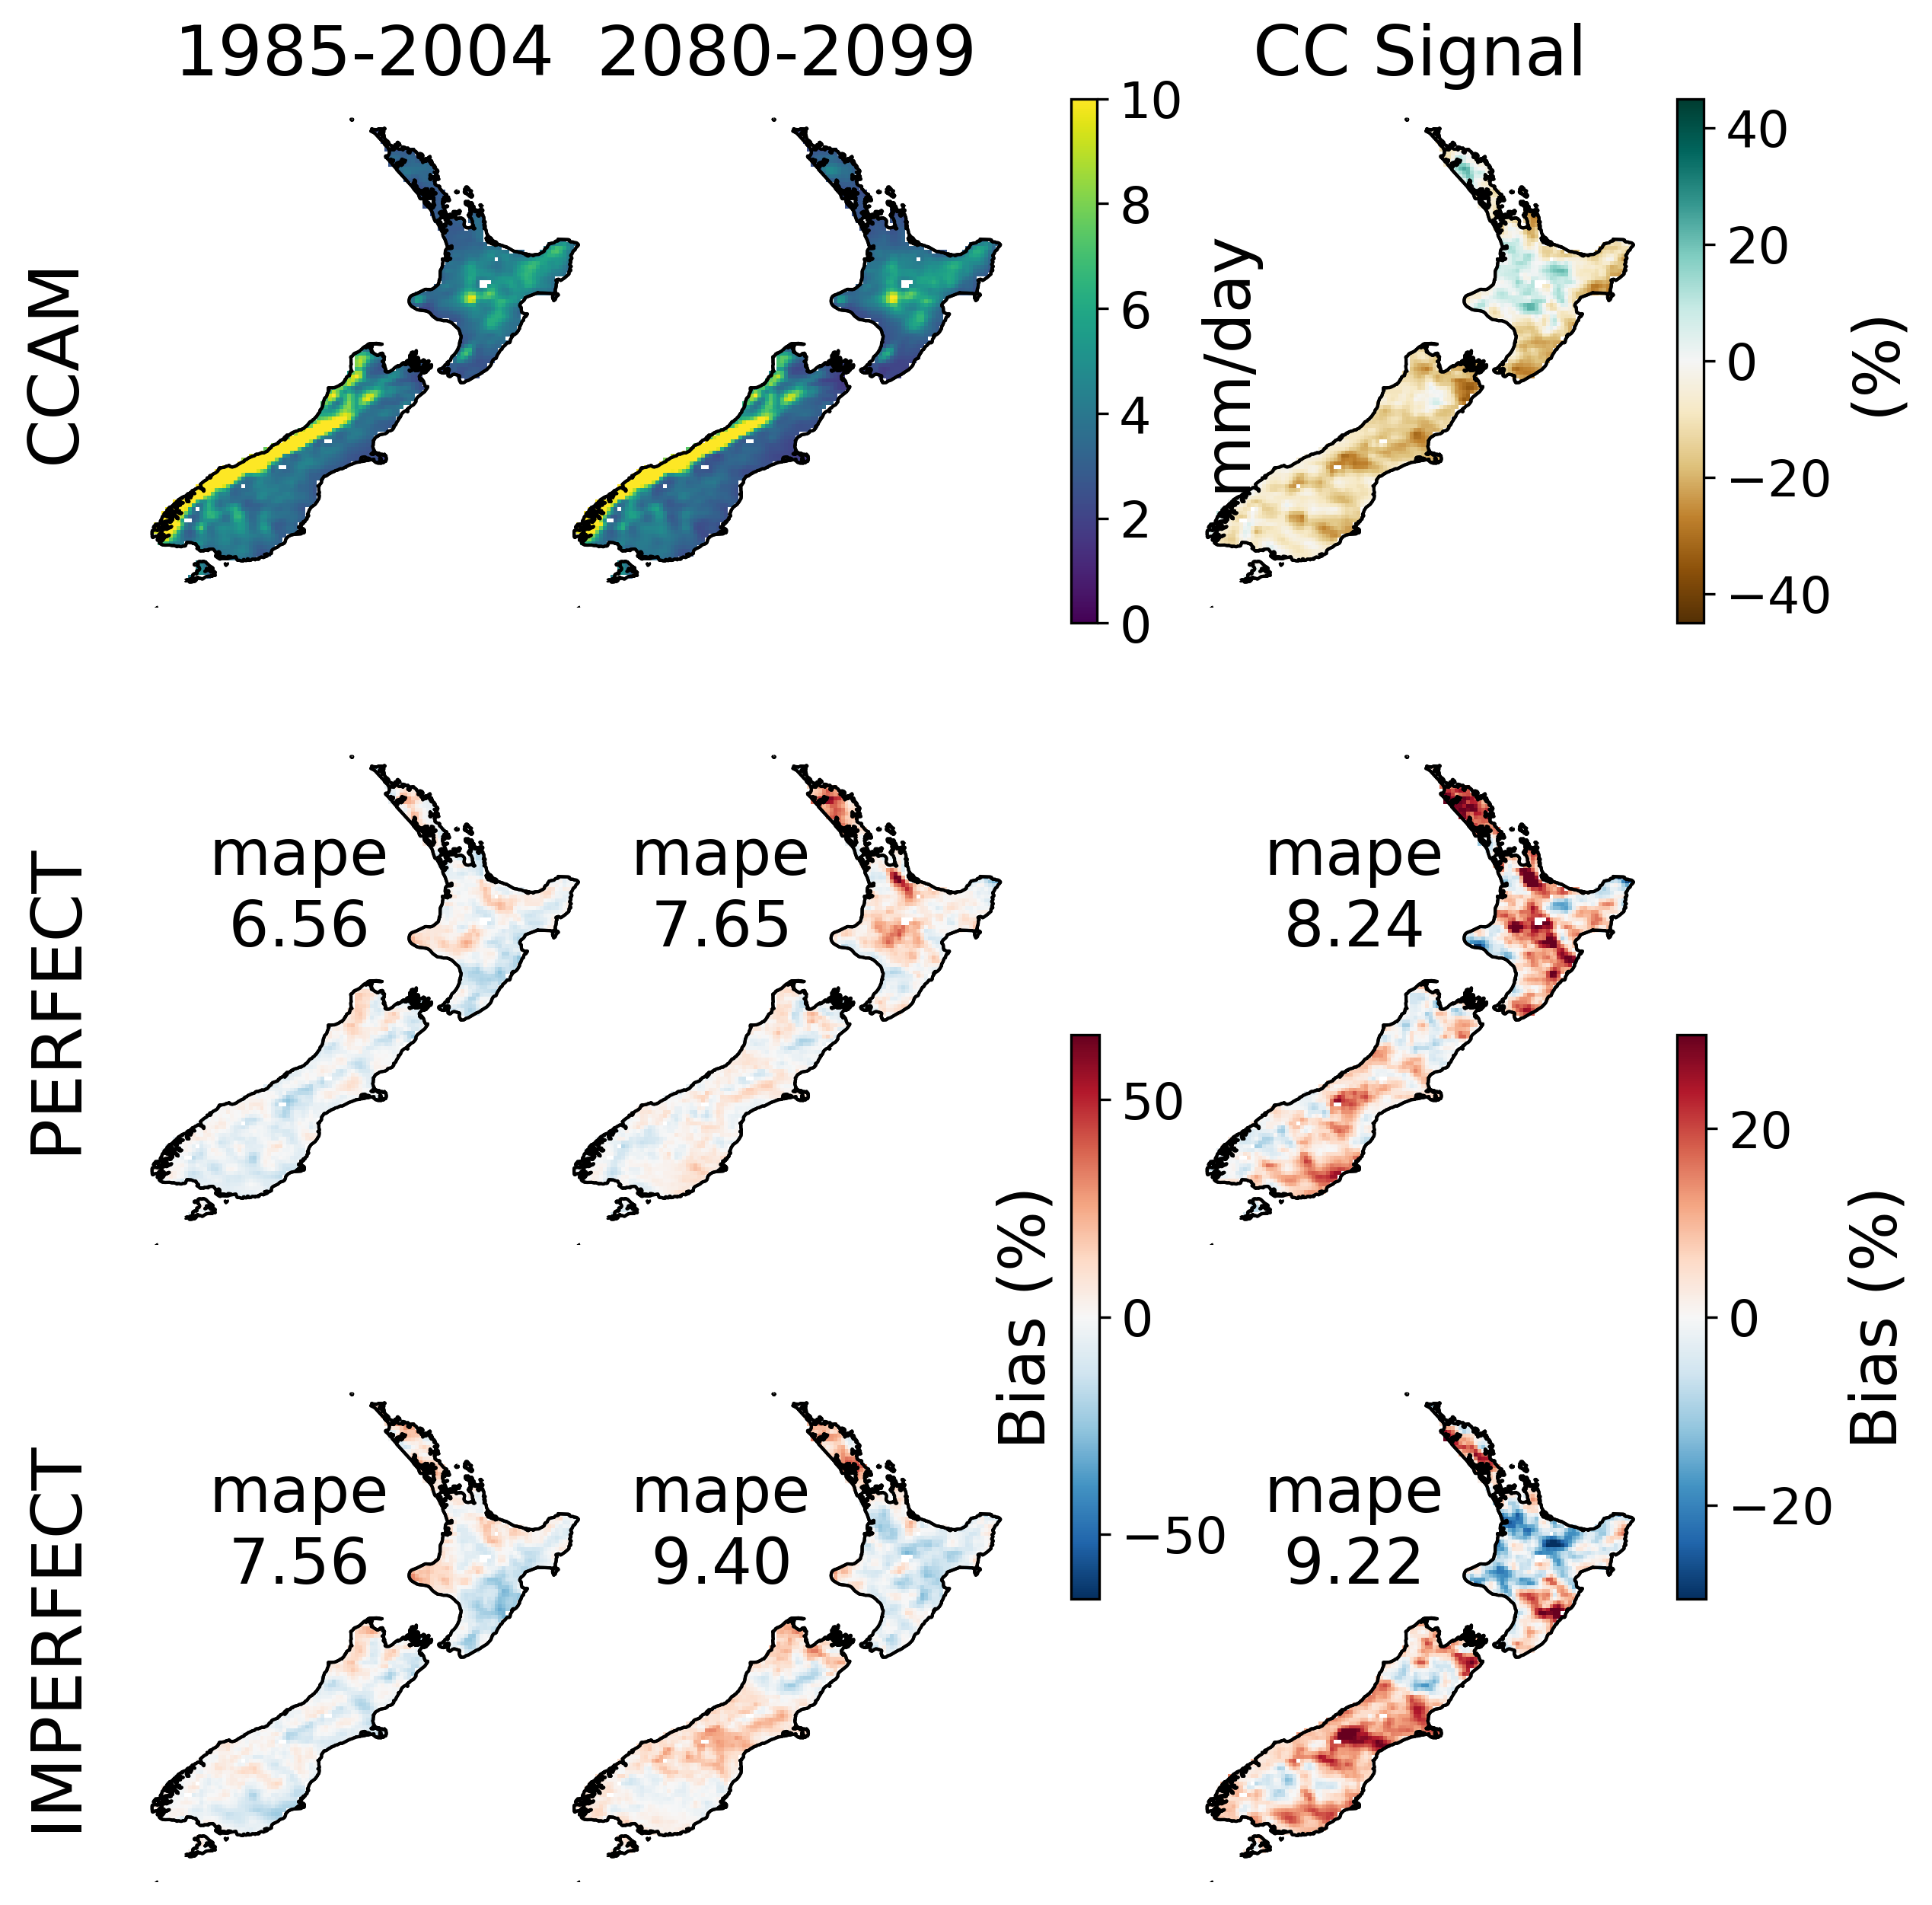 1985-2004 2080-2099 CC Signal
CCAM
10
8
6
4
2
0
mm/day
40
20
0
−20
−40
(%)
PERFECT
mape
6.56
mape
7.65
mape
8.24
50
0
−50
Bias (%)
20
0
−20
Bias (%)
IMPERFECT
mape
7.56
mape
9.40
mape
9.22